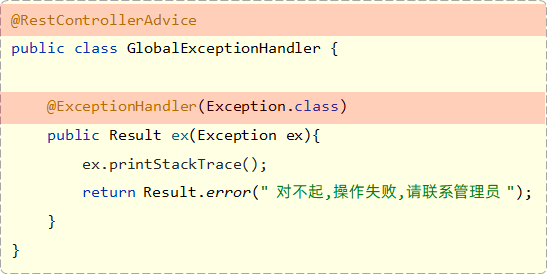 @RestControllerAdvice
public class GlobalExceptionHandler {
@ExceptionHandler(Exception.class)
public Result ex(Exception ex){
ex.printStackTrace();
return Result.error(" 对不起,操作失败,请联系管理员 ");
}
}